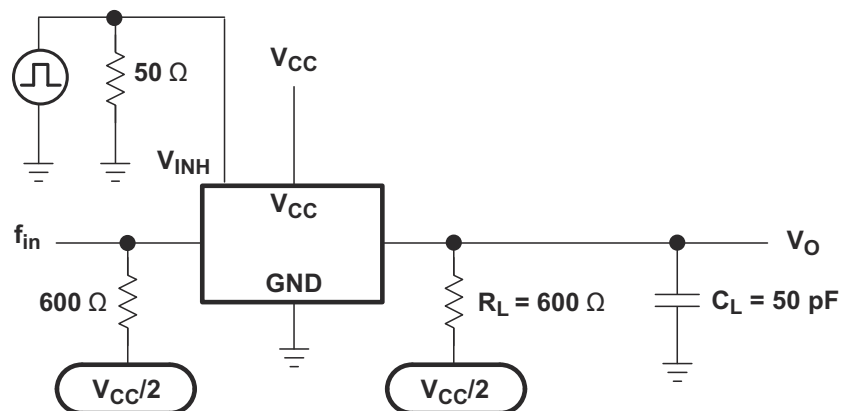 50 Ω
VCC
VINH
VCC
fin
VO
GND
600 Ω
RL = 600 Ω
CL = 50 pF
VCC/2
VCC/2